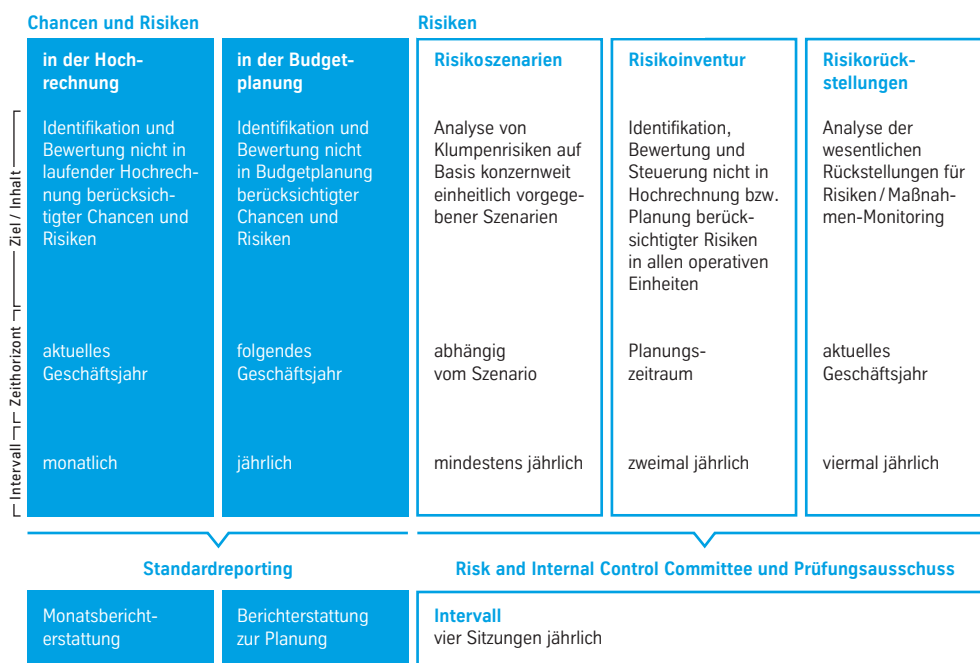 Chancen und Risiken
Risiken
in der Hoch-
rechnung
in der Budget-
planung
Risikoszenarien
Risikoinventur
Risikorück-
stellungen
Ziel / Inhalt
Identifikation und
Bewertung nicht in
laufender Hochrech-
nung berücksich-
tigter Chancen und
Risiken
Identifikation und
Bewertung nicht
in Budgetplanung
berücksichtigter
Chancen und
Risiken
Analyse von
Klumpenrisiken auf
Basis konzernweit
einheitlich vorgege-
bener Szenarien
Identifikation,
Bewertung und
Steuerung nicht in
Hochrechnung bzw.
Planung berück-
sichtigter Risiken
in allen operativen
Einheiten
Analyse der
wesentlichen
Rückstellungen für
Risiken / Maßnah-
men-Monitoring
Zeithorizont
aktuelles
Geschäftsjahr
folgendes
Geschäftsjahr
abhängig
vom Szenario
Planungs-
zeitraum
aktuelles
Geschäftsjahr
Intervall
monatlich
jährlich
mindestens jährlich
zweimal jährlich
viermal jährlich
Standardreporting
Risk and Internal Control Committee und Prüfungsausschuss
Monatsbericht-
erstattung
Berichterstattung
zur Planung
Intervall
vier Sitzungen jährlich